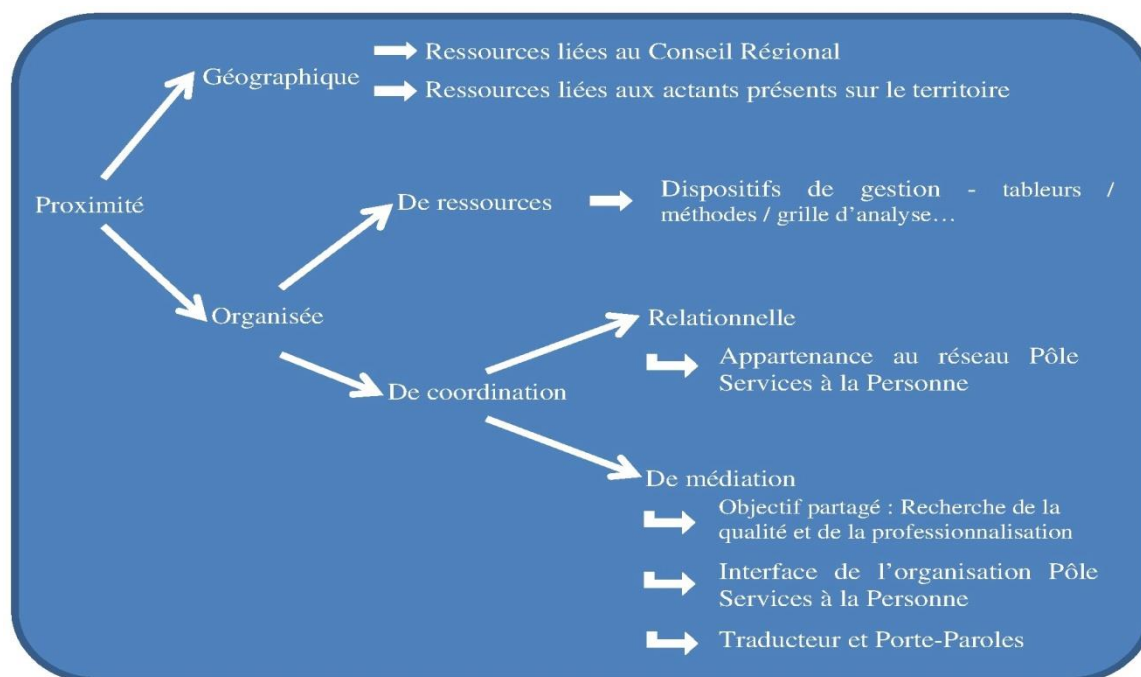 Ressources liées au Conseil Régional
Géographique
Ressources liées aux actants présents sur le territoire
Proximité
De ressources
Dispositifs de gestion - tableurs /
méthodes / grille d'analyse…
Organisée
Relationnelle
Appartenance au réseau Pôle
Services à la Personne
De coordination
De médiation
Objectif partagé : Recherche de la
qualité et de la professionnalisation
Interface de l'organisation Pôle
Services à la Personne
Traducteur et Porte-Paroles